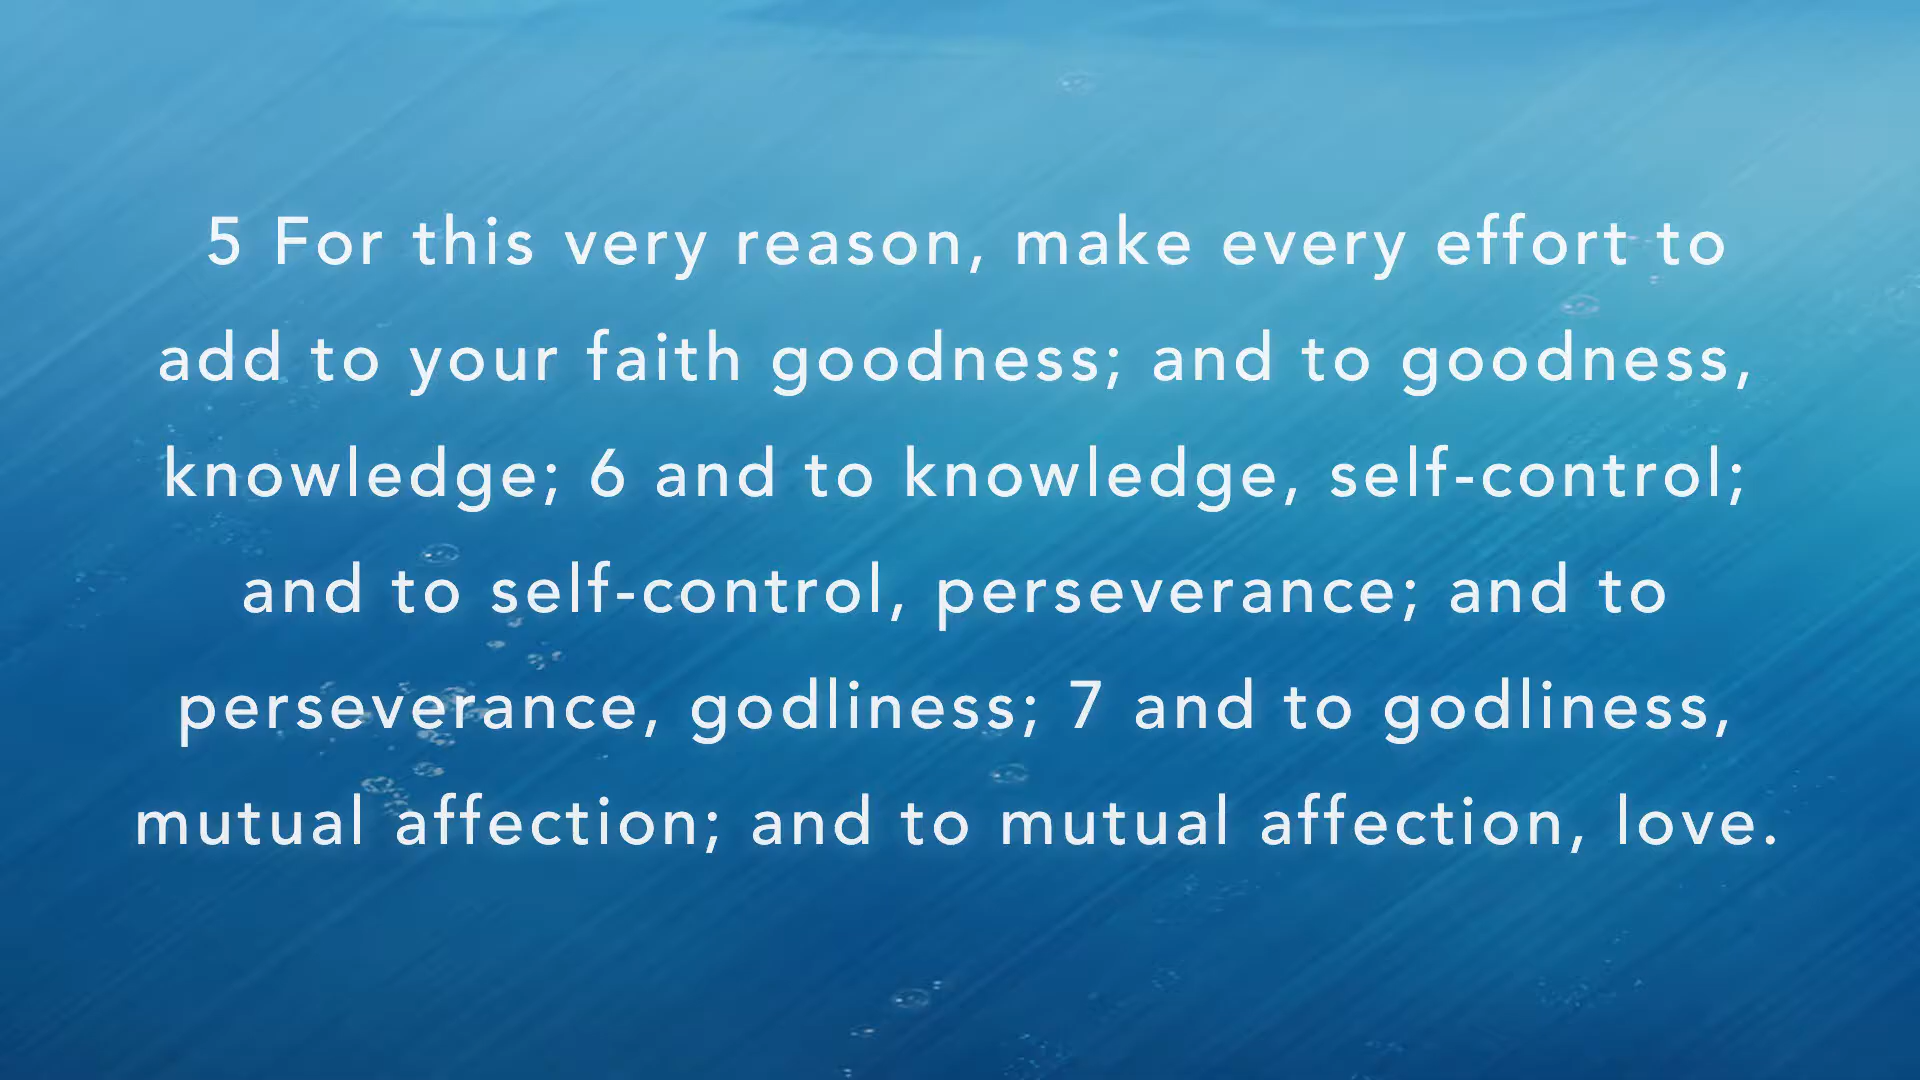 5 For this very reason, make every effort to
add to your faith goodness; and to goodness,
knowledge; 6 and to knowledge, self-control;
and to self-control, perseverance; and to
perseverance, godliness; 7 and to godliness,
mutual affection; and to mutual affection, love.